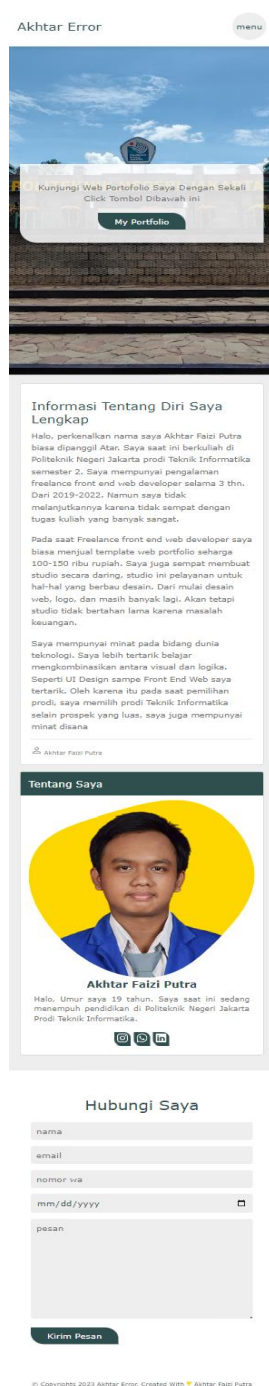 Akhtar Error
menu
Kunjungi Web Portofolio Saya Dengan Sekali
Click Tombol Dibawah ini
My Portfolio
Informasi Tentang Diri Saya
Lengkap
Halo, perkenalkan nama saya Akhtar Faizi Putra
biasa dipanggil Atar. Saya saat ini berkuliah di
Politeknik Negeri Jakarta prodi Teknik Informatika
semester 2. Saya mempunyai pengalaman
freelance front end web developer selama 3 thn.
Dari 2019-2022. Namun saya tidak
melanjutkannya karena tidak sempat dengan
tugas kuliah yang banyak sangat.
Pada saat Freelance front end web developer saya
biasa menjual template web portfolio seharga
100-150 ribu rupiah. Saya juga sempat membuat
studio secara daring, studio ini pelayanan untuk
hal-hal yang berbau desain. Dari mulai desain
web, logo, dan masih banyak lagi. Akan tetapi
studio tidak bertahan lama karena masalah
keuangan.
Saya mempunyai minat pada bidang dunia
teknologi. Saya lebih tertarik belajar
mengkombinasikan antara visual dan logika.
Seperti UI Design sampe Front End Web saya
tertarik. Oleh karena itu pada saat pemilihan
prodi, saya memilih prodi Teknik Informatika
selain prospek yang luas, saya juga mempunyai
minat disana
Akhtar Faizi Putra
Tentang Saya
Akhtar Faizi Putra
Halo, Umur saya 19 tahun. Saya saat ini sedang
menempuh pendidikan di Politeknik Negeri Jakarta
Prodi Teknik Informatika.
Hubungi Saya
nama
email
nomor wa
mm/dd/yyyy
pesan
Kirim Pesan
© Copyrights 2023 Akhtar Error. Created With Akhtar Faizi Putra